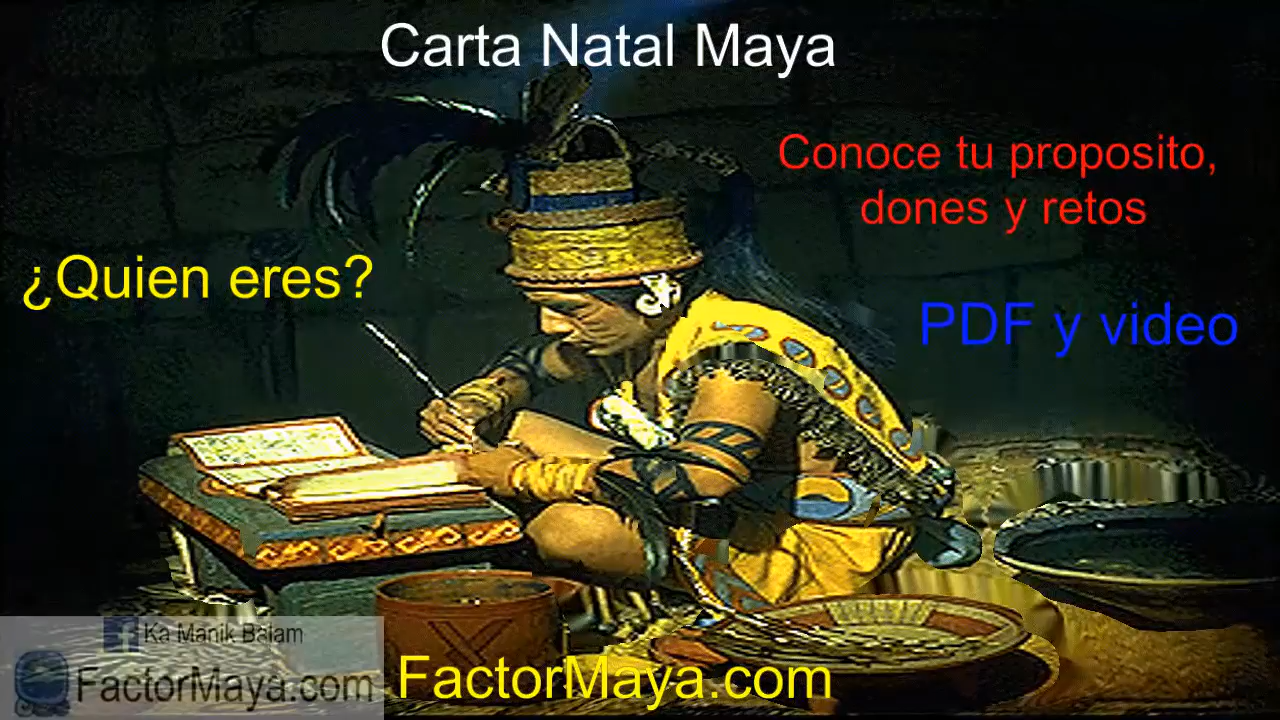 Carta Natal Maya
Conoce tu proposito,
dones y retos
¿Quien eres?
PDF y video
Ka Manik Balam
FactorMaya.com
FactorMaya.com